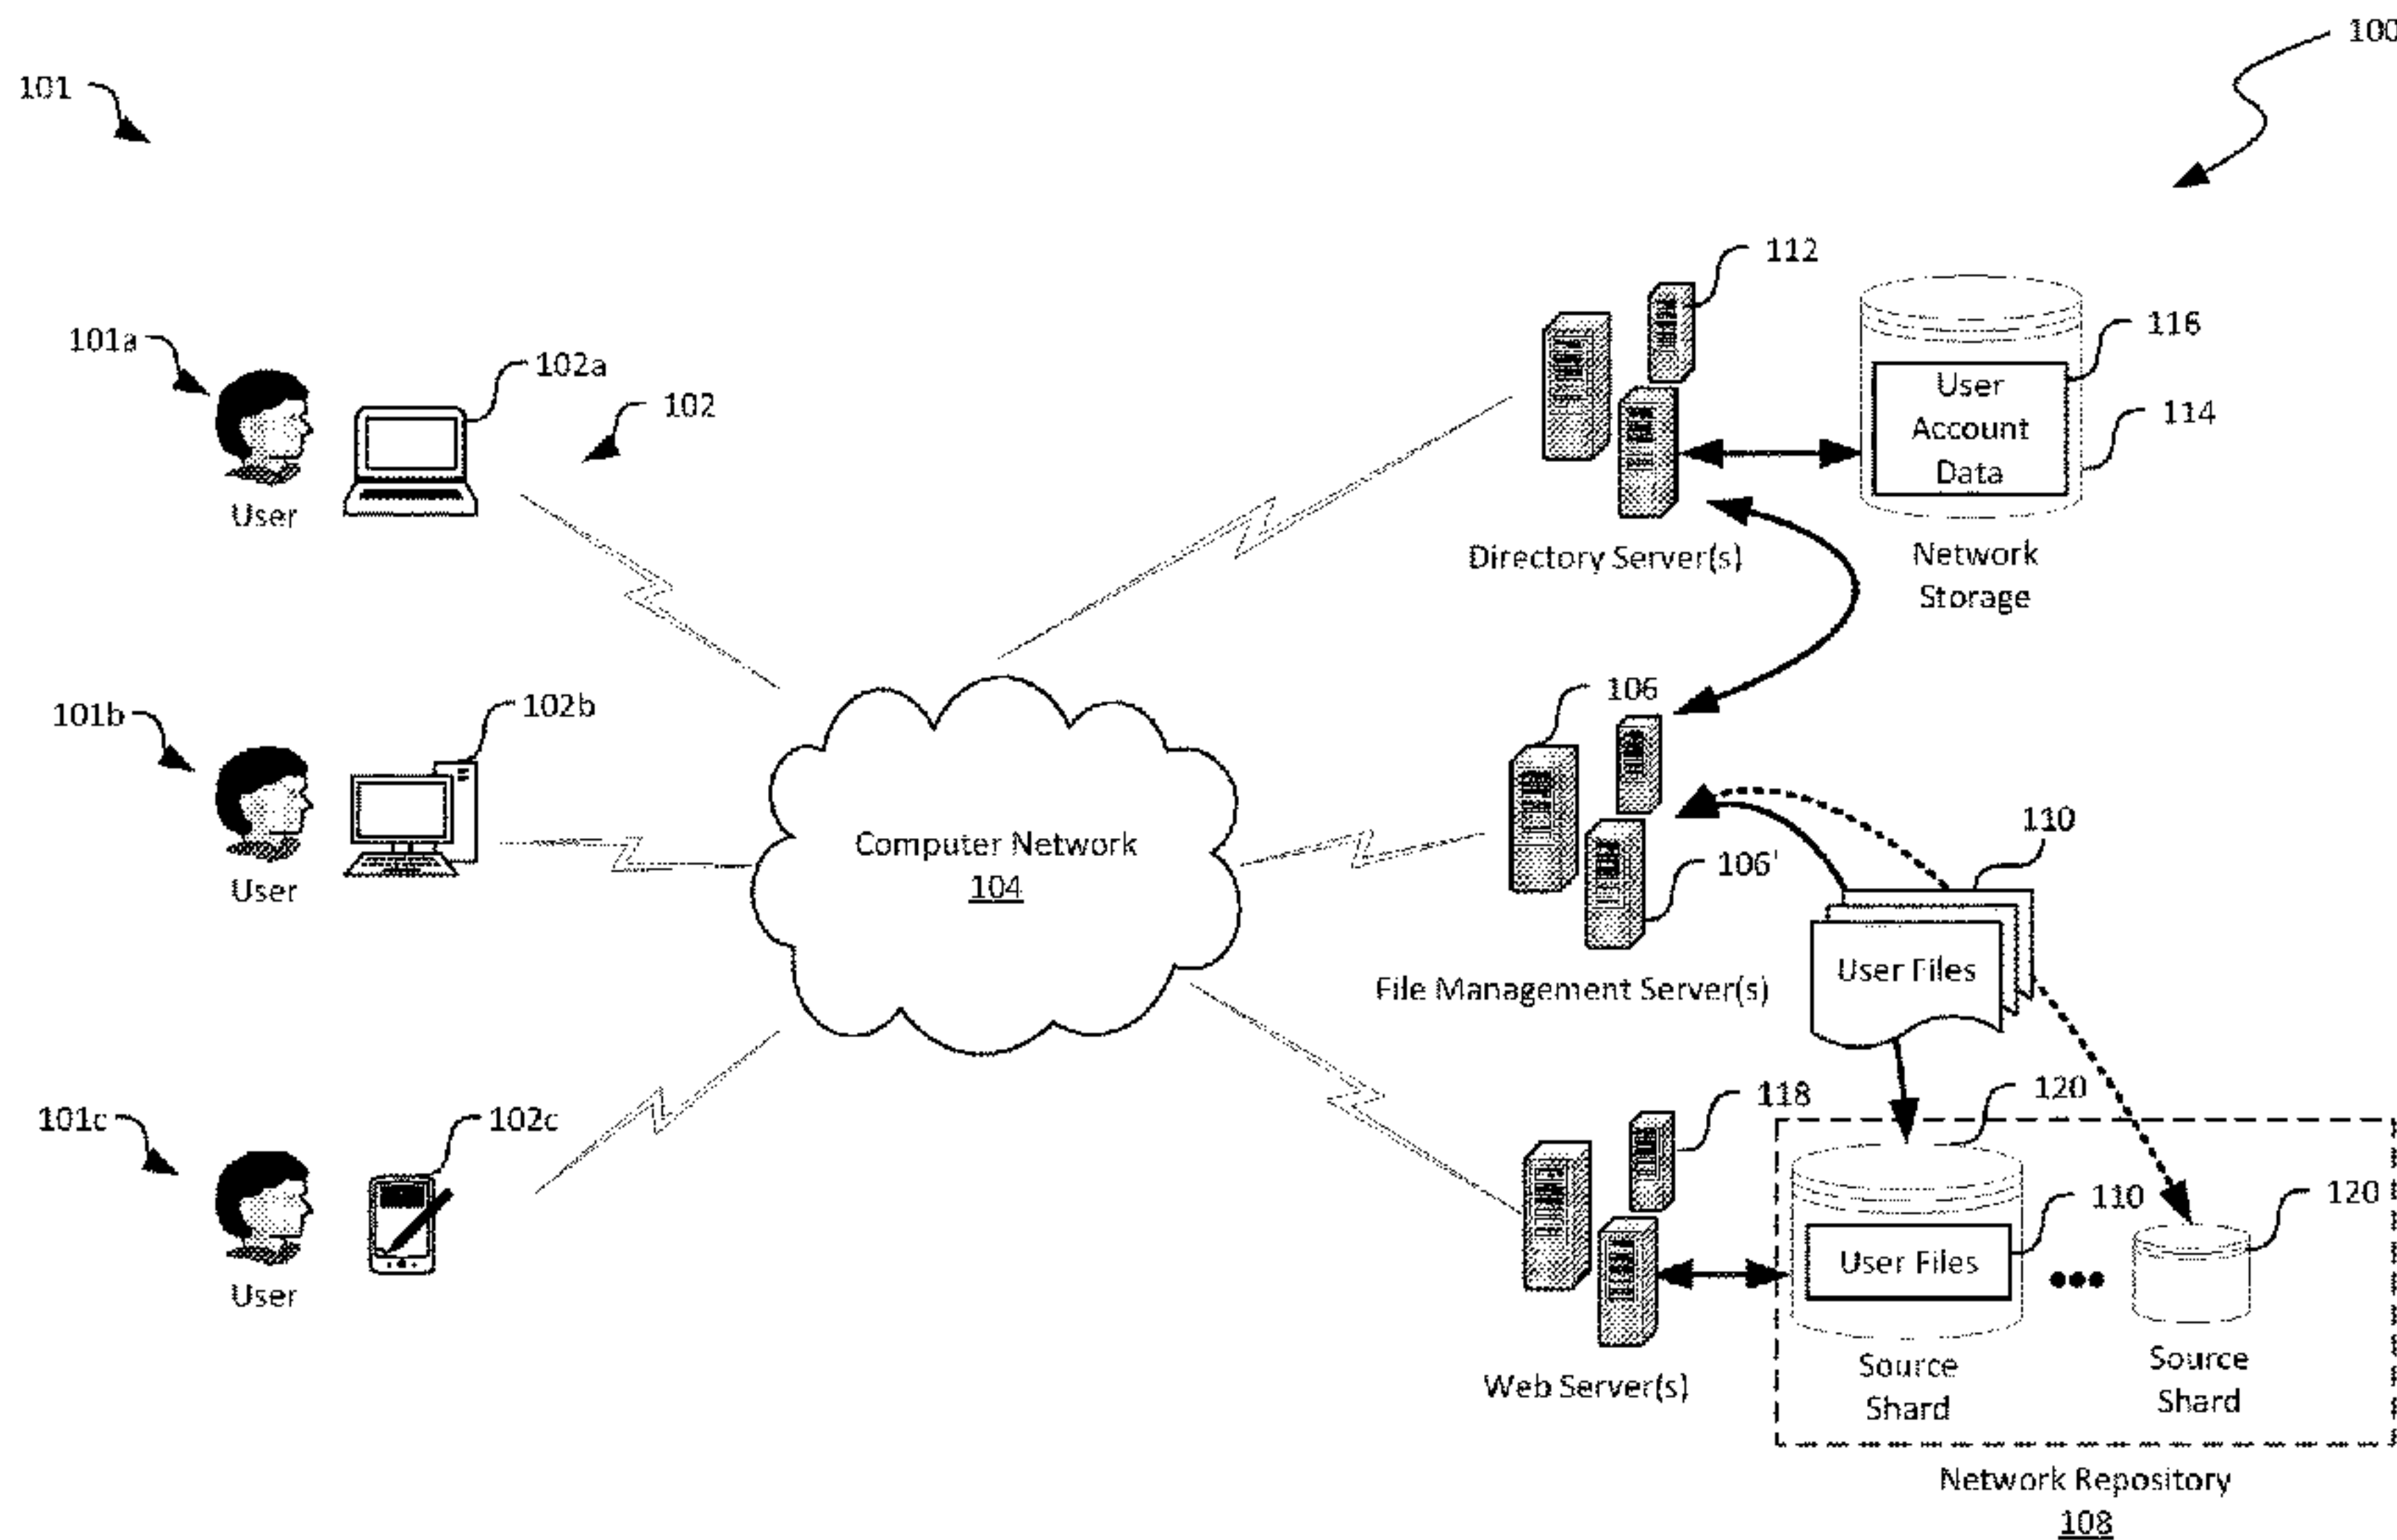 100
101
112
101a
102a
102
116
User
Account
Data
114
User
Directory Server(s)
Network
Storage
101b
102b
106
110
Computer Network
104
106'
User
User Files
File Management Server(s)
101c
102c
118
120
110
120
User Files
User
Source
Shard
Source
Shard
Web Server(s)
Network Repository
108